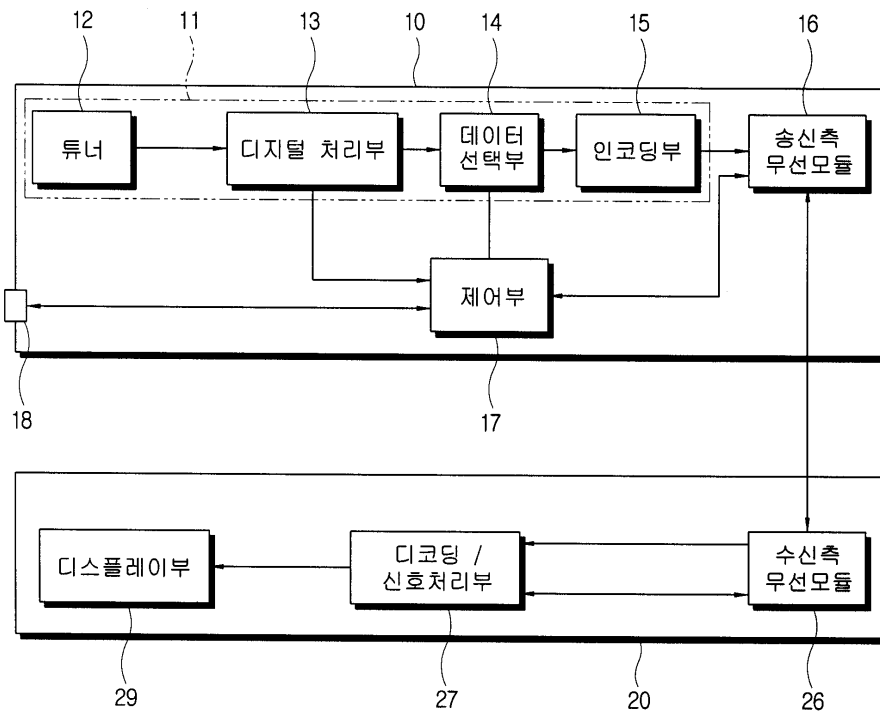 12
11
13
10
14
15
16
튜너
디지털 처리부
데이터
선택부
인코딩부
송신측
무선모듈
제어부
18
17
디스플레이부
디코딩 /
신호처리부
수신측
무선모듈
29
27
20
26